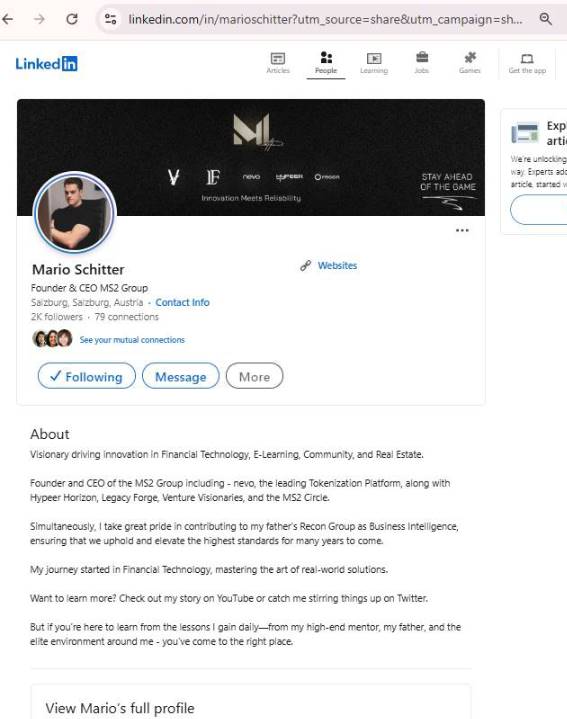 linkedin.com/in/marioschitter?utm_source=share&utm_campaign=sh...
Linked in
Articles
People
Learning
Jobs
Games
Get the app
nevo
HYPEER
STAY AHEAD
OF THE GAME
Innovation Meets Reliability
Mario Schitter
Websites
Founder & CEO MS2 Group
Salzburg, Salzburg, Austria · Contact Info
2K followers · 79 connections
See your mutual connections
Following
Message
More
Expl
artic
We're unlocking
way. Experts add
article, started w
About
Visionary driving innovation in Financial Technology, E-Learning, Community, and Real Estate.
Founder and CEO of the MS2 Group including - nevo, the leading Tokenization Platform, along with
Hypeer Horizon, Legacy Forge, Venture Visionaries, and the MS2 Circle.
Simultaneously, I take great pride in contributing to my father's Recon Group as Business Intelligence,
ensuring that we uphold and elevate the highest standards for many years to come.
My journey started in Financial Technology, mastering the art of real-world solutions.
Want to learn more? Check out my story on YouTube or catch me stirring things up on Twitter.
But if you're here to learn from the lessons I gain daily—from my high-end mentor, my father, and the
elite environment around me - you've come to the right place.
View Mario's full profile